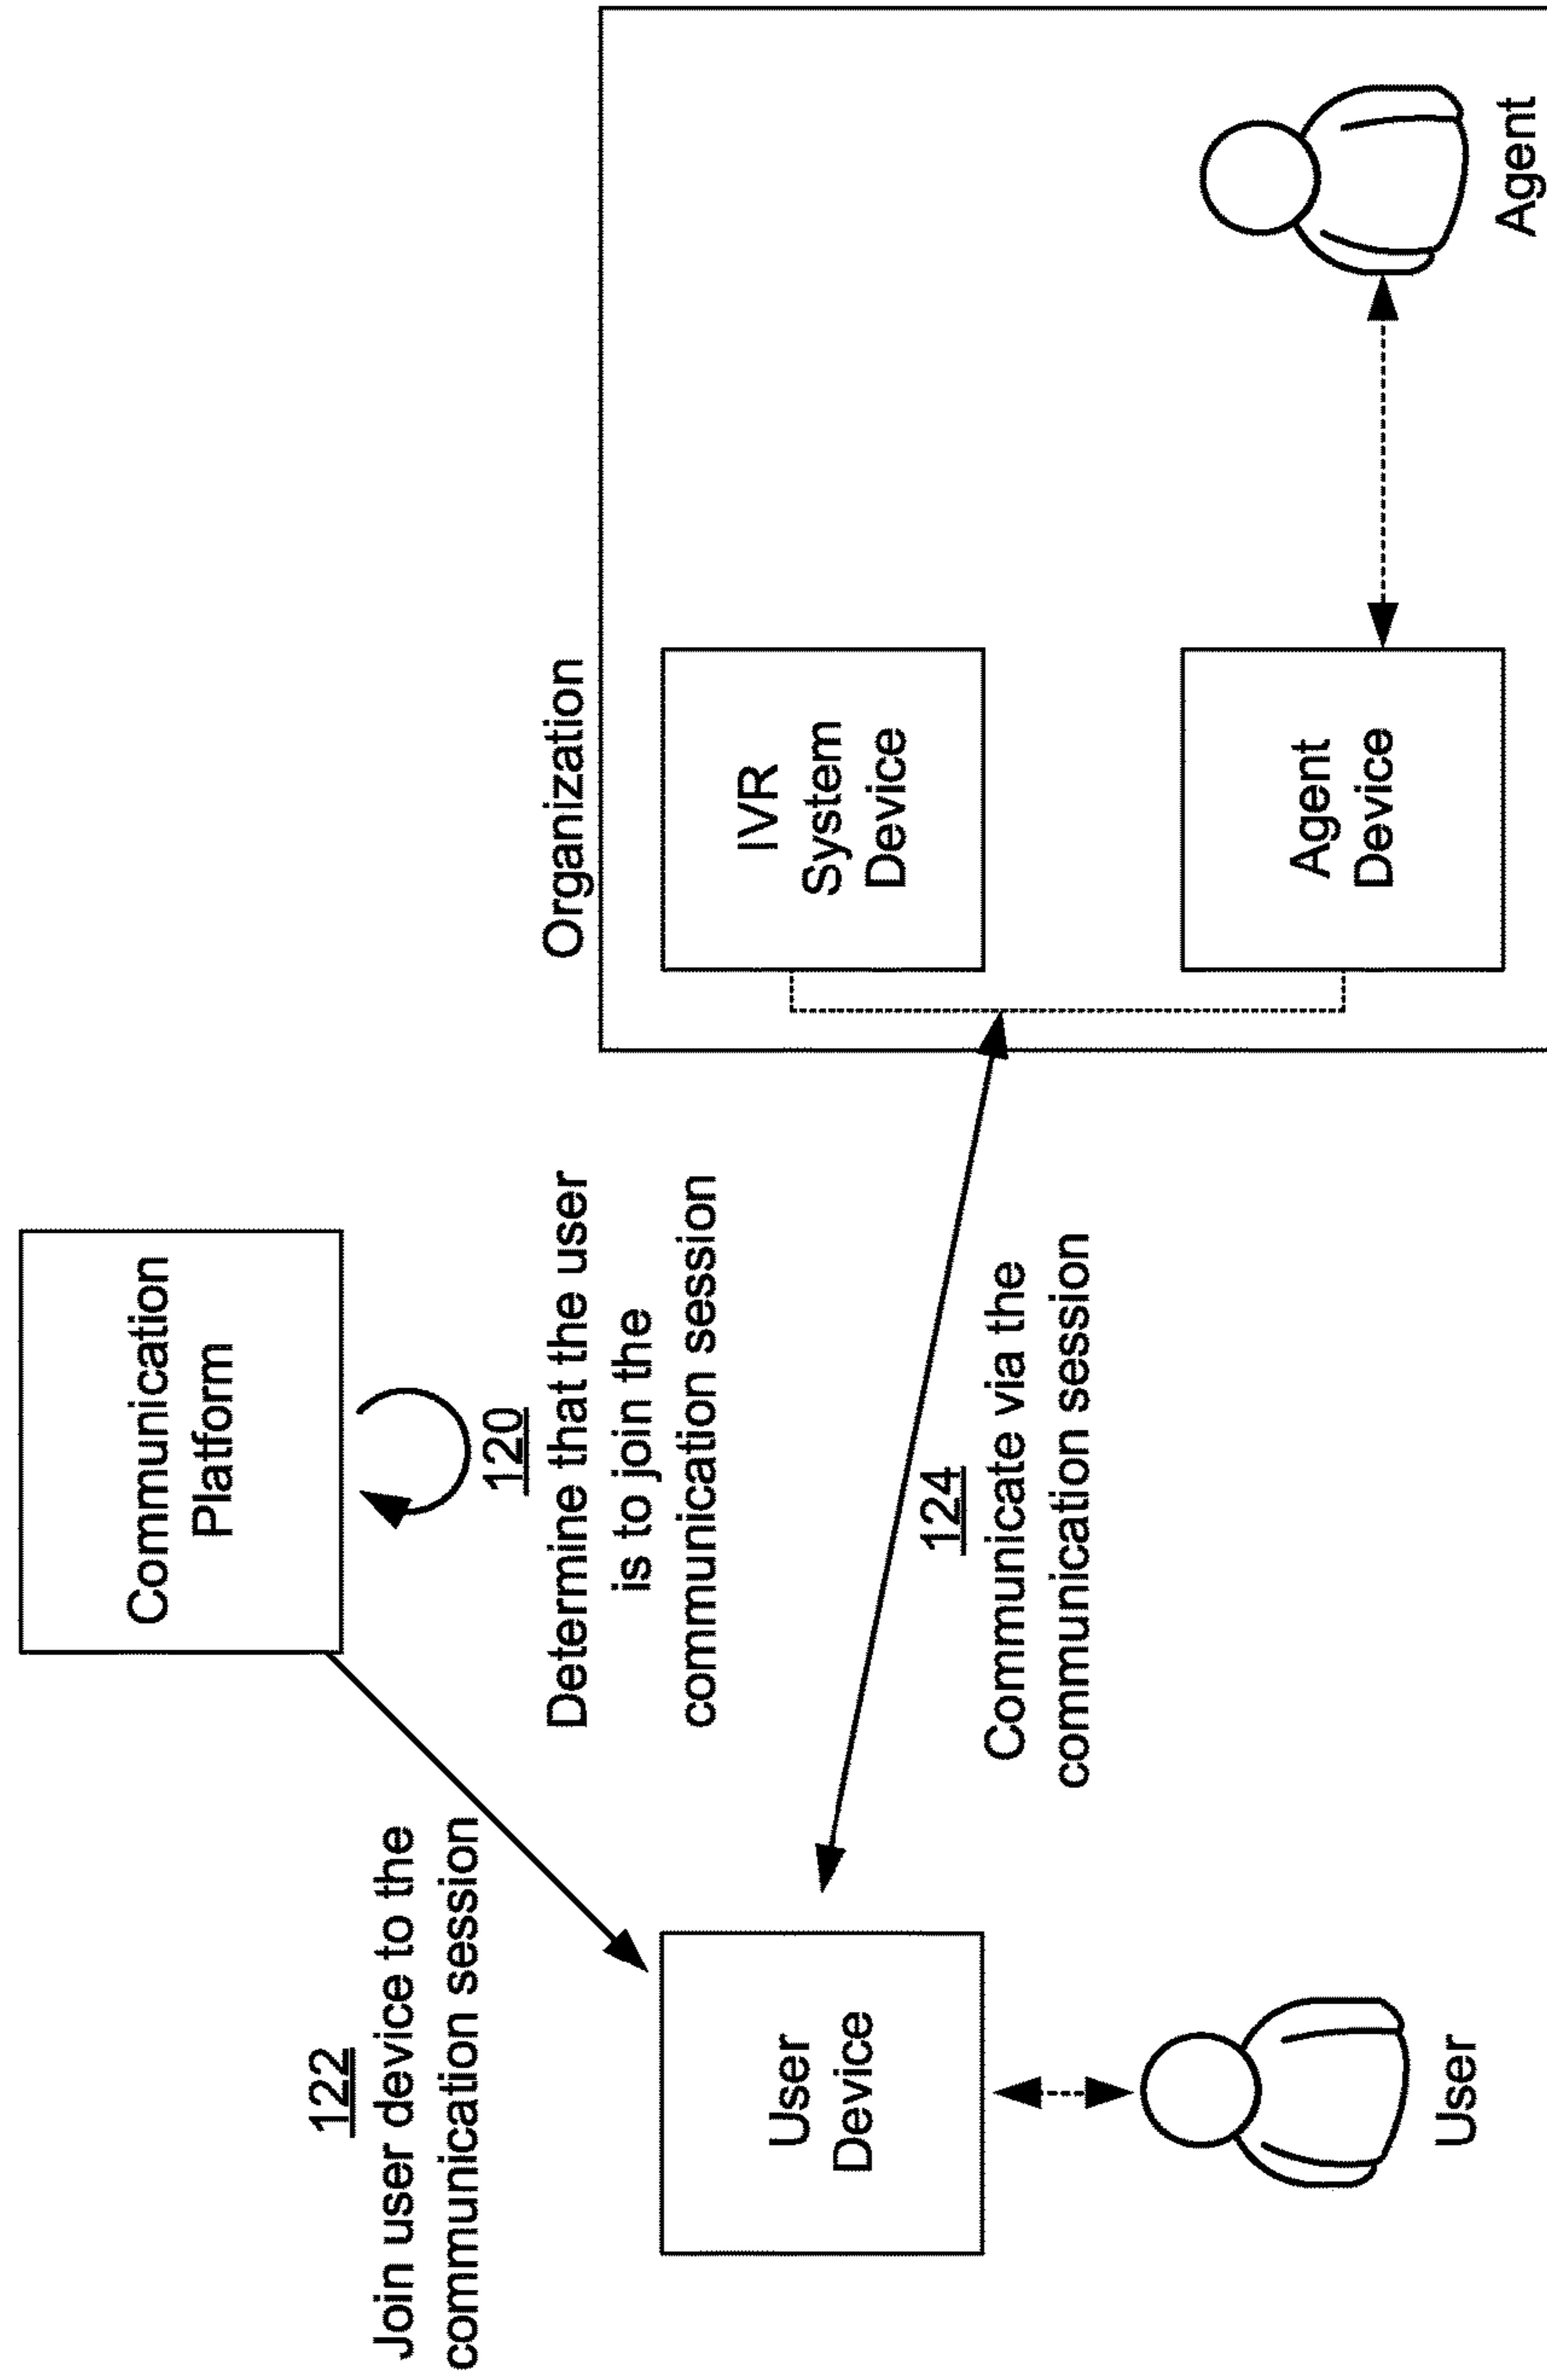 Communication
Platform
122
Join user device to the
communication session
120
Determine that the user
is to join the
communication session
Organization
User
Device
124
Communicate via the
communication session
IVR
System
Device
Agent
Device
User
Agent